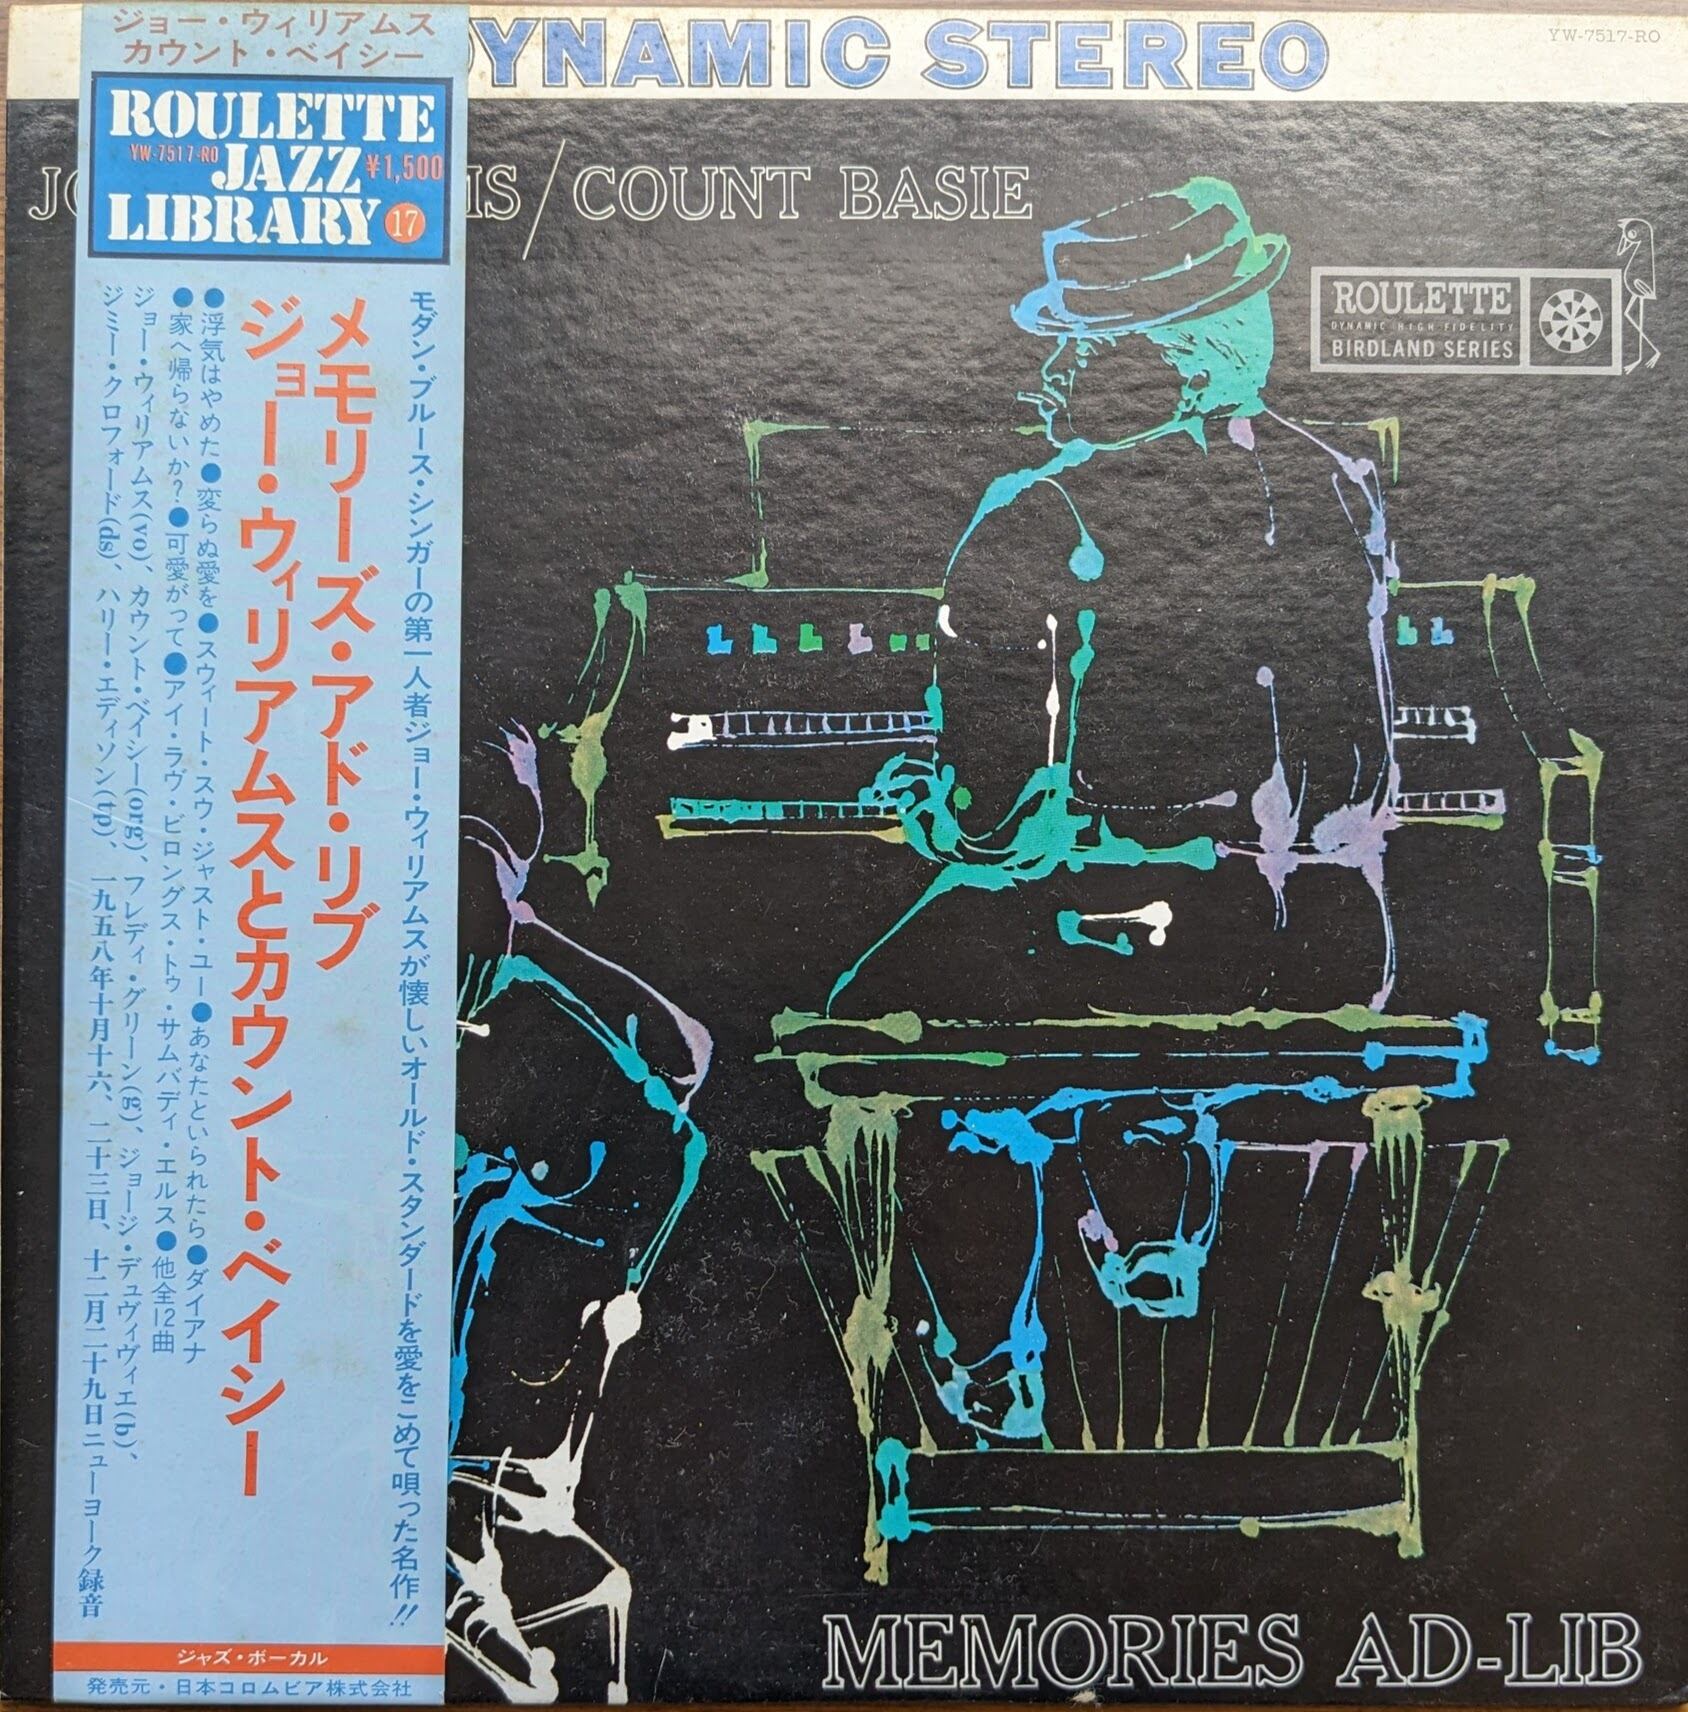 ジョー・ウィリアムス
カウント・ベイシー
ROULETTE
YW-7517-RO JAZZ ¥1,500
LIBRARY 17
モダン・ブルース・シンガーの第一人者ジョー・ウィリアムスが懐しいオールド・スタンダードを愛をこめて唄った名作!!
メモリーズ・アド・リブ
ジョー・ウィリアムスとカウント・ベイシー
●浮気はやめた●変らぬ愛を●スウィート・スウ・ジャスト・ユー●あなたといられたら●ダイアナ
●家へ帰らないか?●可愛がって●アイ・ラヴ・ビロングス・トゥ・サムバディ・エルス●他全12曲
ジョー・ウィリアムス(vo)、カウント・ベイシー(org)、フレディ・グリーン(g)、ジョージ・デュヴィヴィエ(b)、
ジミー・クロフォード(ds)、ハリー・エディソン(tp)、一九五八年十月十六、二十三日、十二月二十九日ニューヨーク録音
ジャズ・ボーカル
発売元・日本コロムビア株式会社
DYNAMIC STEREO
YW-7517-RO
JO
MS/COUNT BASIE
ROULETTE
DYNAMIC HIGH FIDELITY
BIRDLAND SERIES
MEMORIES AD-LIB